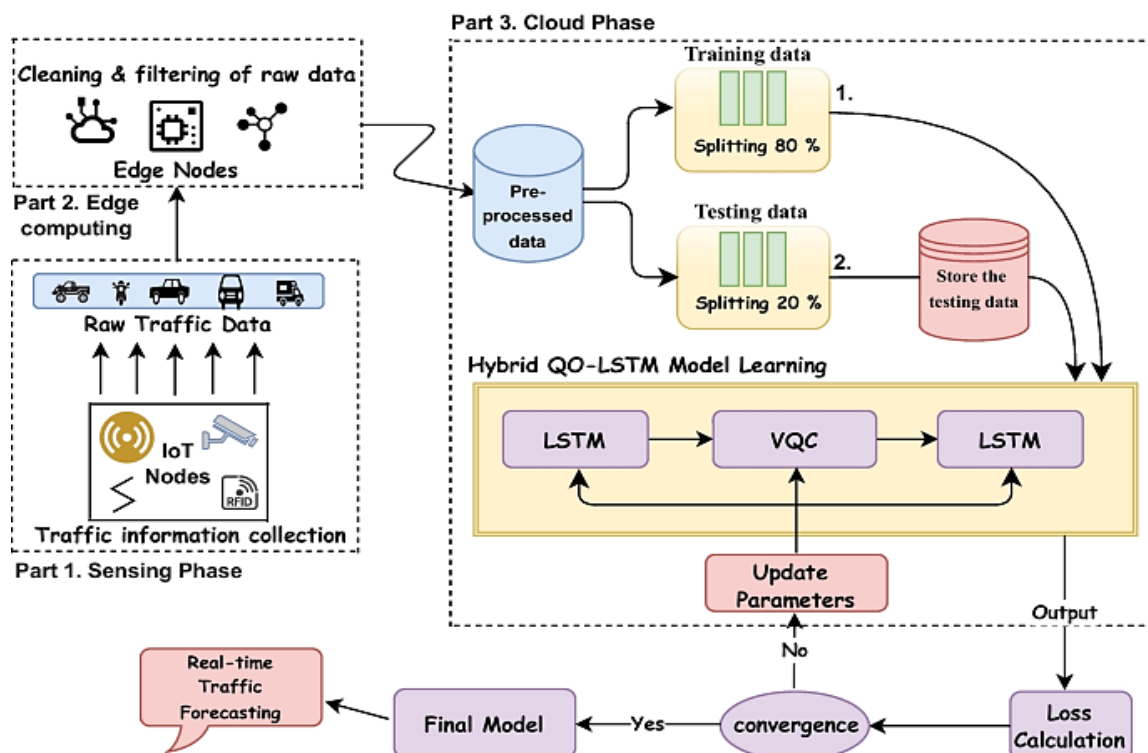 Part 3. Cloud Phase
Cleaning & filtering of raw data
Edge Nodes
Part 2. Edge
computing
Raw Traffic Data
IoT
Nodes
RFID
Traffic information collection
Part 1. Sensing Phase
Pre-
processed
data
Training data
Splitting 80 %
1.
Testing data
Splitting 20 %
2.
Store the
testing data
Hybrid QO-LSTM Model Learning
LSTM
VQC
LSTM
Update
Parameters
Output
No
Loss
Calculation
convergence
Yes
Final Model
Real-time
Traffic
Forecasting